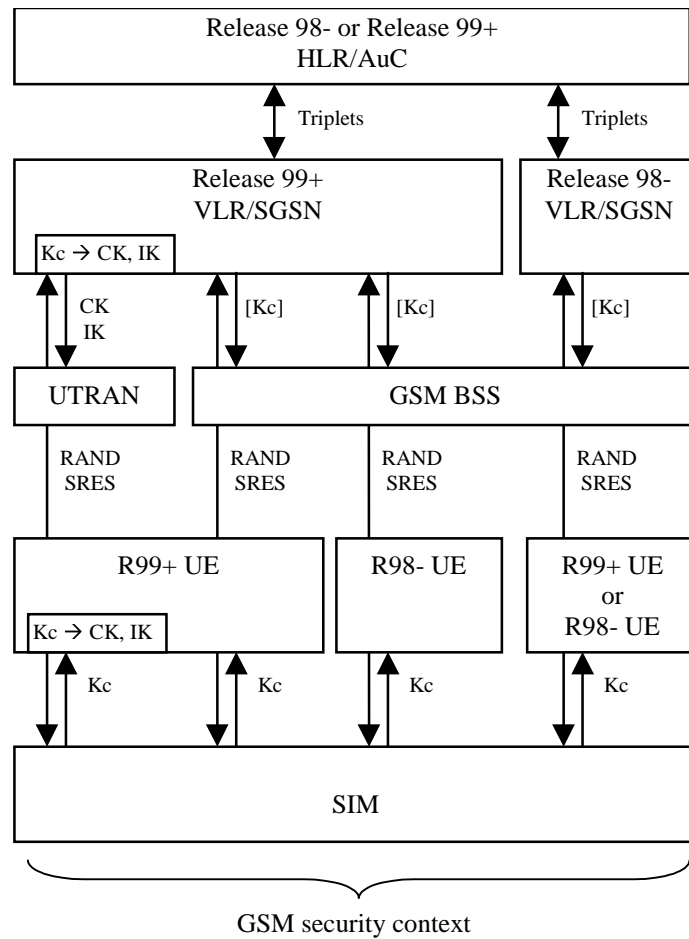 Release 98- or Release 99+
HLR/AuC
Triplets
Triplets
Release 99+
VLR/SGSN
Release 98-
VLR/SGSN
Kc → CK, IK
CK
IK
[Kc]
[Kc]
[Kc]
UTRAN
GSM BSS
RAND
SRES
RAND
SRES
RAND
SRES
RAND
SRES
R99+ UE
R98- UE
R99+ UE
or
R98- UE
Kc → CK, IK
Kc
Kc
Kc
Kc
SIM
GSM security context